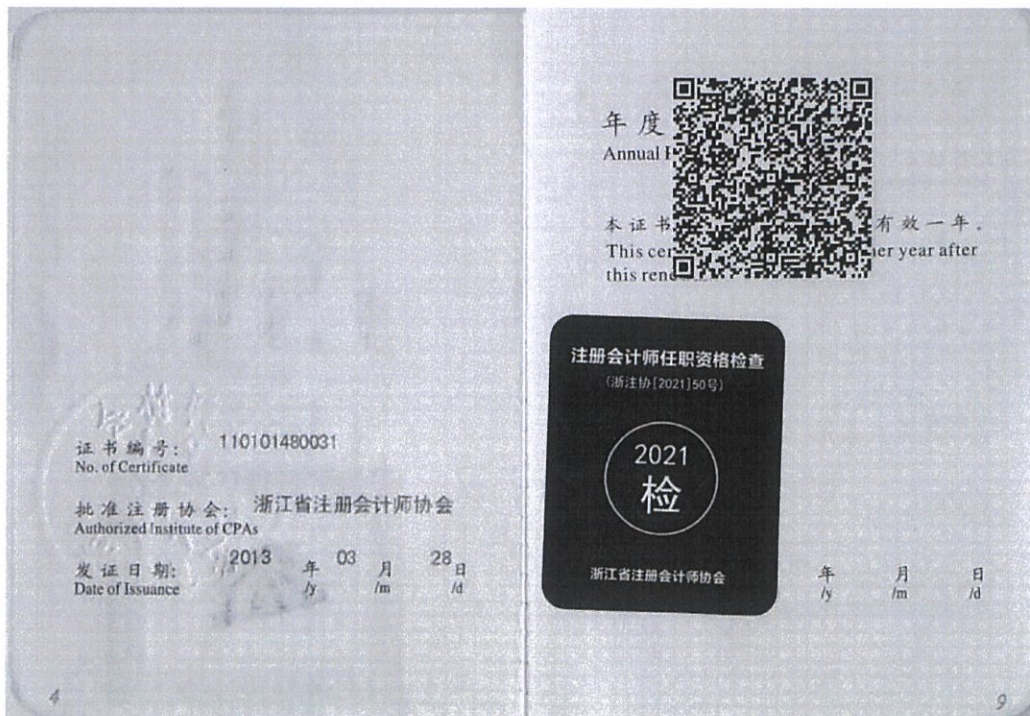 证书编号: 110101480031
No. of Certificate
批准注册协会: 浙江省注册会计师协会
Authorized Institute of CPAs
发证日期: 2013 年 03 月 28 日
Date of Issuance /y /m /d
4
年度
Annual
本证书 有效一年。
This year after
this
注册会计师任职资格检查
(浙注协[2021]50号)
2021
检
浙江省注册会计师协会
年 月 日
/y /m /d
9